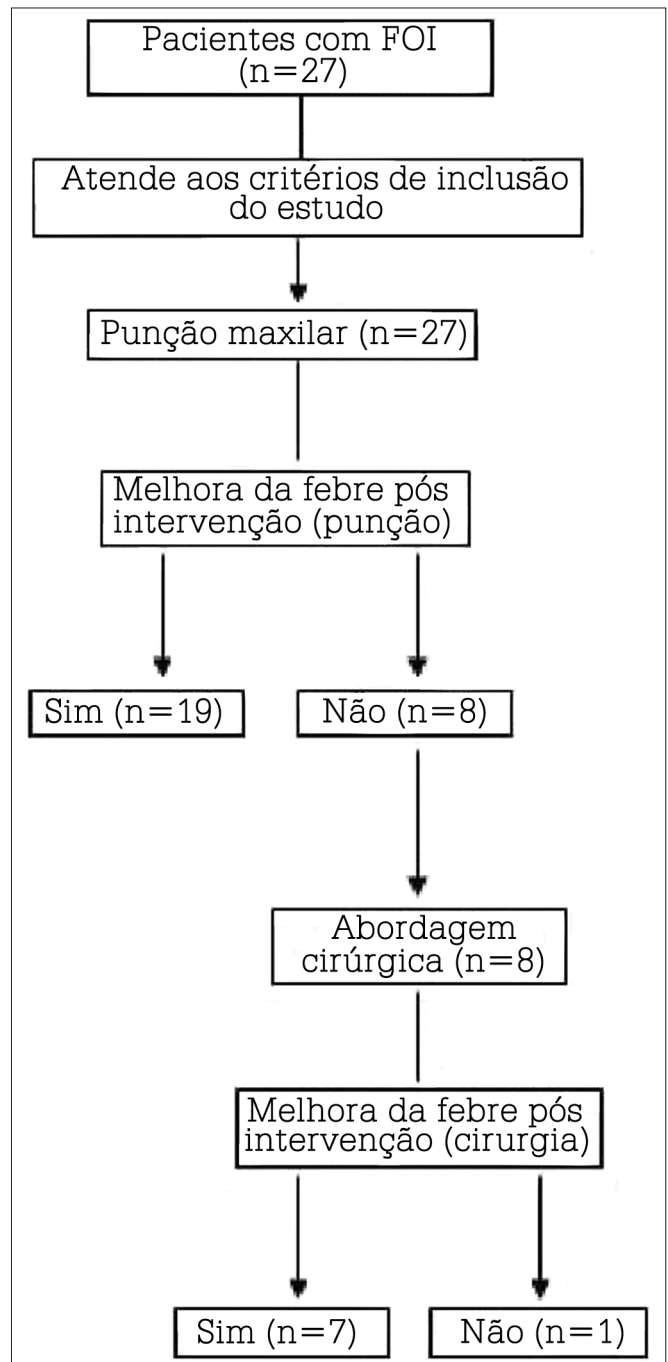 Pacientes com FOI
(n=27)
Atende aos critérios de inclusão
do estudo
Punção maxilar (n=27)
Melhora da febre pós
intervenção (punção)
Sim (n=19)
Não (n=8)
Abordagem
cirúrgica (n=8)
Melhora da febre pós
intervenção (cirurgia)
Sim (n=7)
Não (n=1)